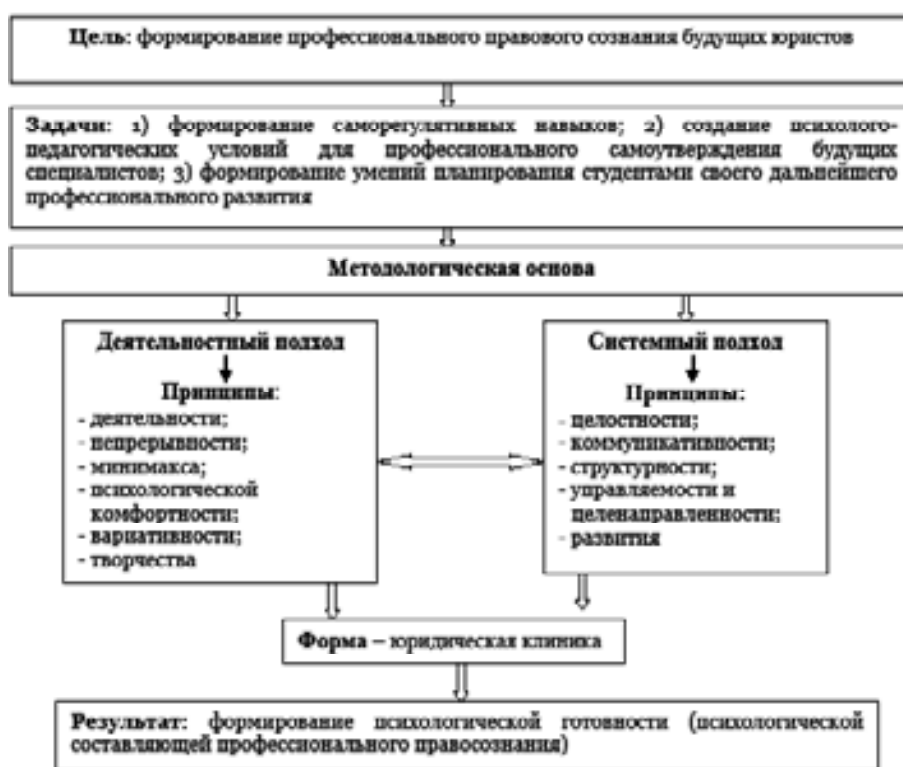 Цель: формирование профессионального правового сознания будущих юристов
Задачи: 1) формирование саморегулятивных навыков; 2) создание психолого-
педагогических условий для профессионального самоутверждения будущих
специалистов; 3) формирование умений планирования студентами своего дальнейшего
профессионального развития
Методологическая основа
Деятельностный подход
Принципы:
- деятельности;
- непрерывности;
- минимакса;
- психологической
комфортности;
- вариативности;
- творчества
Системный подход
Принципы:
- целостности;
- коммуникативности;
- структурности;
- управляемости и
целенаправленности;
- развития
Форма – юридическая клиника
Результат: формирование психологической готовности (психологической
составляющей профессионального правосознания)